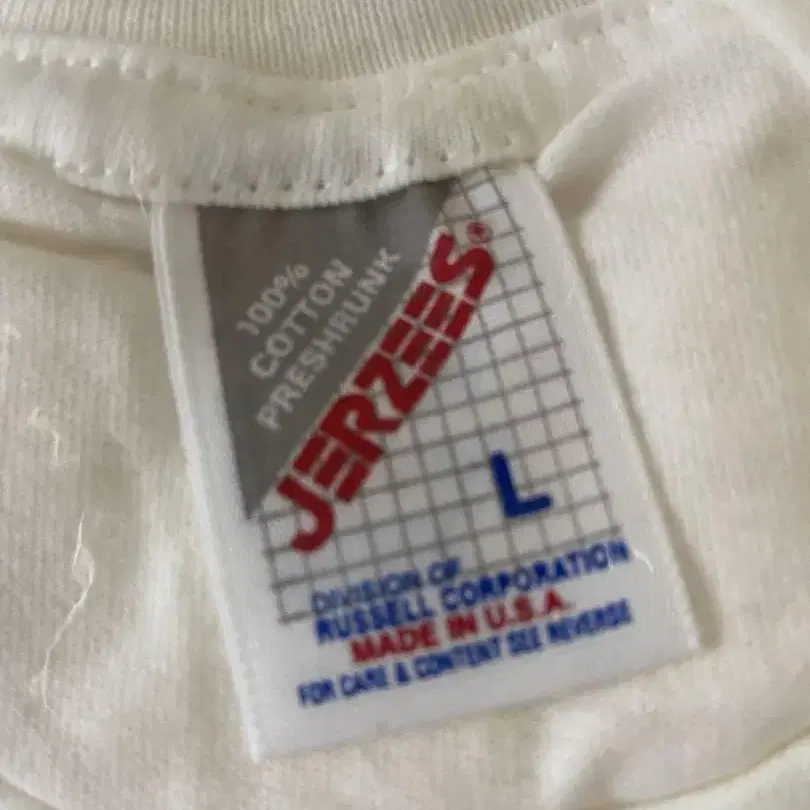 100%
COTTON
PRESHRUNK
JERZEES®
L
DIVISION OF
RUSSELL CORPORATION
MADE IN U.S.A.
FOR CARE & CONTENT SEE REVERSE